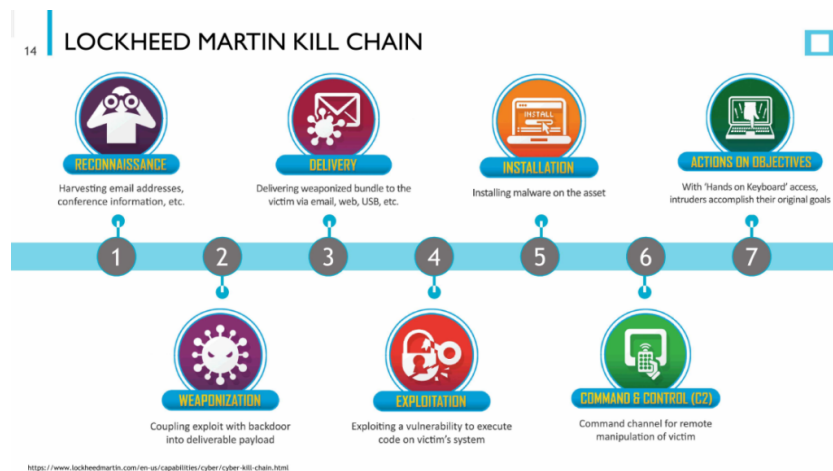 14
LOCKHEED MARTIN KILL CHAIN
RECONNAISSANCE
Harvesting email addresses,
conference information, etc.
DELIVERY
Delivering weaponized bundle to the
victim via email, web, USB, etc.
INSTALL
INSTALLATION
Installing malware on the asset
ACTIONS ON OBJECTIVES
With ‘Hands on Keyboard’ access,
intruders accomplish their original goals
1
2
3
4
5
6
7
WEAPONIZATION
Coupling exploit with backdoor
into deliverable payload
EXPLOITATION
Exploiting a vulnerability to execute
code on victim's system
COMMAND & CONTROL (C2)
Command channel for remote
manipulation of victim
https://www.lockheedmartin.com/en-us/capabilities/cyber/cyber-kill-chain.html